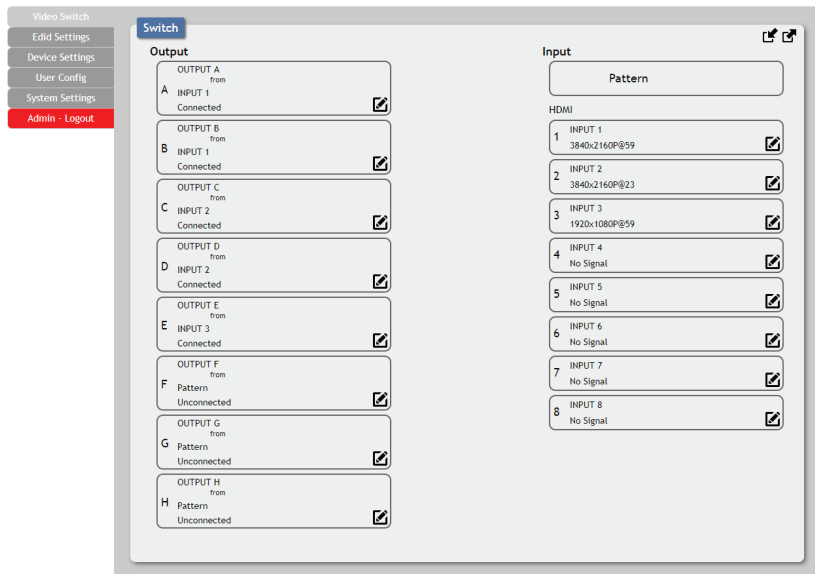 Video Switch
Edid Settings
Device Settings
User Config
System Settings
Admin - Logout
Switch
Output
OUTPUT A
from
A
INPUT 1
Connected
OUTPUT B
from
B
INPUT 1
Connected
OUTPUT C
from
C
INPUT 2
Connected
OUTPUT D
from
D
INPUT 2
Connected
OUTPUT E
from
E
INPUT 3
Connected
OUTPUT F
from
F
Pattern
Unconnected
OUTPUT G
from
G
Pattern
Unconnected
OUTPUT H
from
H
Pattern
Unconnected
Input
Pattern
HDMI
1
INPUT 1
3840x2160P@59
2
INPUT 2
3840x2160P@23
3
INPUT 3
1920x1080P@59
4
INPUT 4
No Signal
5
INPUT 5
No Signal
6
INPUT 6
No Signal
7
INPUT 7
No Signal
8
INPUT 8
No Signal